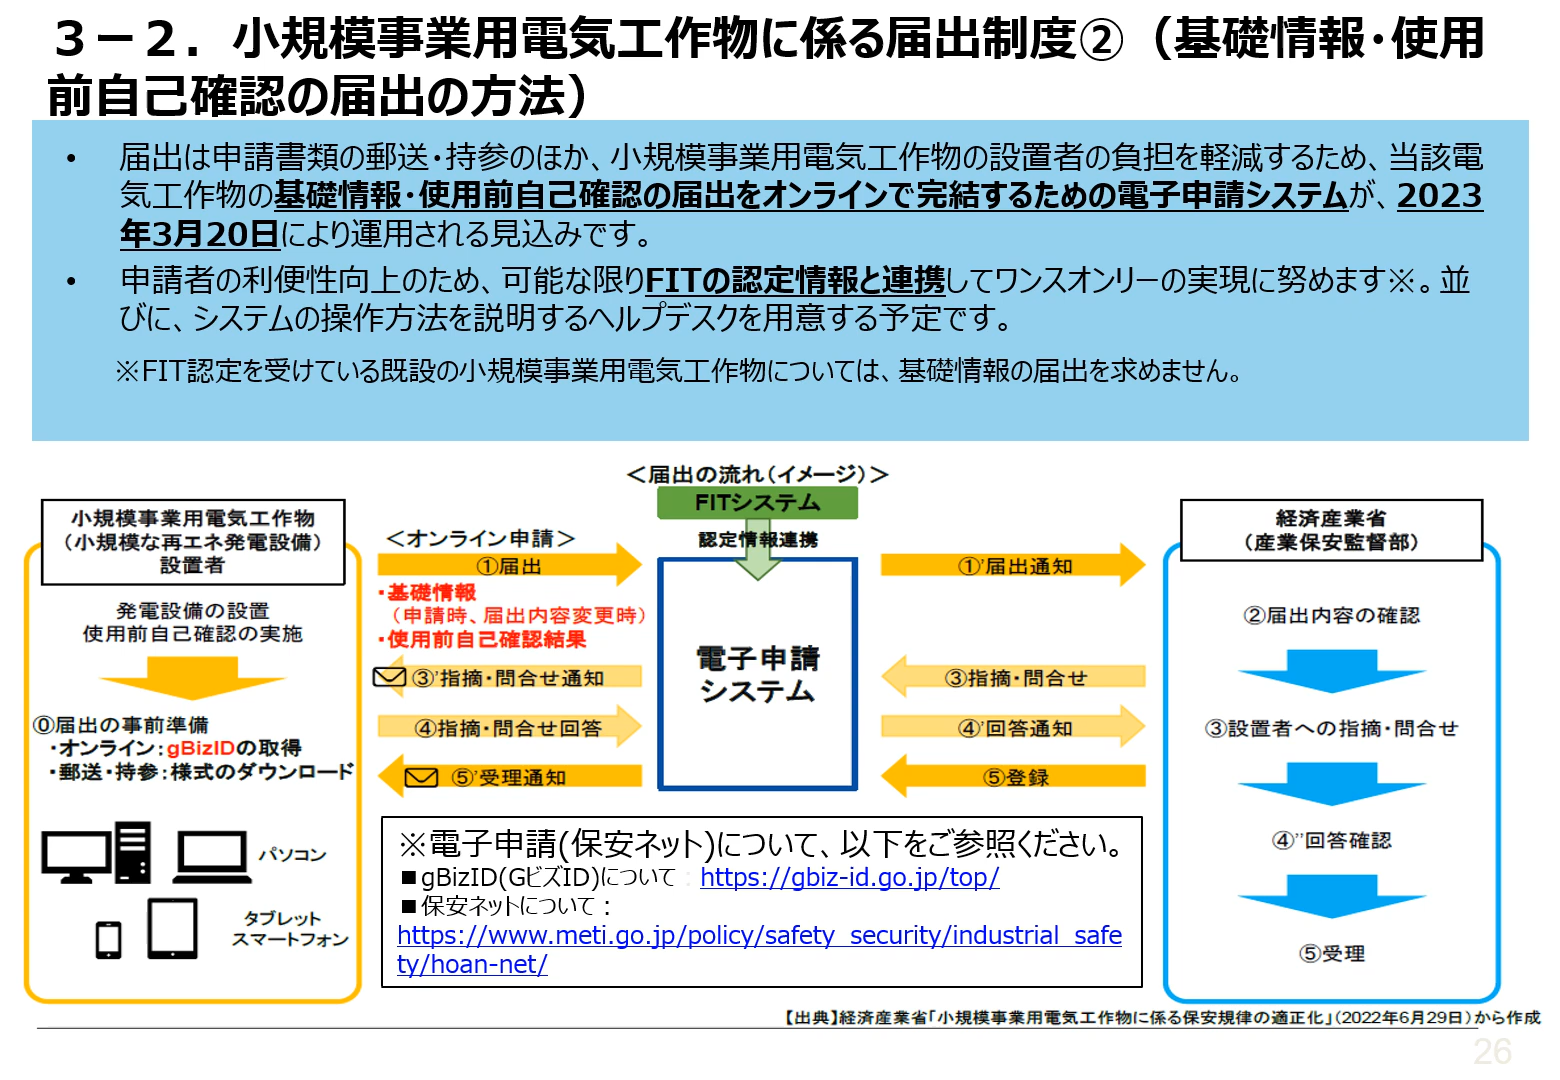 ３－２．小規模事業用電気工作物に係る届出制度②（基礎情報・使用
前自己確認の届出の方法）
• 届出は申請書類の郵送・持参のほか、小規模事業用電気工作物の設置者の負担を軽減するため、当該電
気工作物の基礎情報・使用前自己確認の届出をオンラインで完結するための電子申請システムが、2023
年3月20日により運用される見込みです。
• 申請者の利便性向上のため、可能な限りFITの認定情報と連携してワンスオンリーの実現に努めます※。並
びに、システムの操作方法を説明するヘルプデスクを用意する予定です。
※FIT認定を受けている既設の小規模事業用電気工作物については、基礎情報の届出を求めません。
＜届出の流れ（イメージ）＞
小規模事業用電気工作物
（小規模な再エネ発電設備）
設置者
発電設備の設置
使用前自己確認の実施
⓪届出の事前準備
・オンライン：gBizIDの取得
・郵送・持参：様式のダウンロード
パソコン
タブレット
スマートフォン
＜オンライン申請＞
①届出
・基礎情報
（申請時、届出内容変更時）
・使用前自己確認結果
③’指摘・問合せ通知
④指摘・問合せ回答
⑤’受理通知
FITシステム
認定情報連携
電子申請
システム
①’届出通知
③指摘・問合せ
④’回答通知
⑤登録
経済産業省
（産業保安監督部）
②届出内容の確認
③設置者への指摘・問合せ
④’’回答確認
⑤受理
※電子申請(保安ネット)について、以下をご参照ください。
■gBizID(GビズID)について：https://gbiz-id.go.jp/top/
■保安ネットについて：
https://www.meti.go.jp/policy/safety_security/industrial_safe
ty/hoan-net/
【出典】経済産業省「小規模事業用電気工作物に係る保安規律の適正化」（2022年6月29日）から作成
26